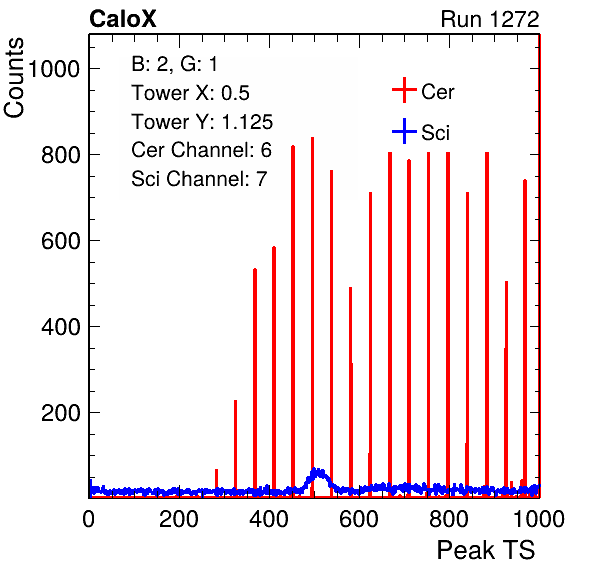 CaloX
Run 1272
Counts
B: 2, G: 1
Tower X: 0.5
Tower Y: 1.125
Cer Channel: 6
Sci Channel: 7
Cer
Sci
1000
800
600
400
200
0 200 400 600 800 1000
Peak TS